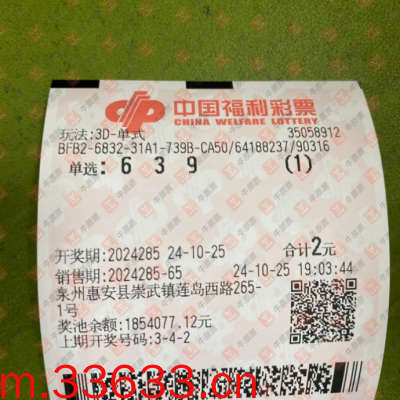 中国福利彩票
CHINA WELFARE LOTTERY
玩法:3D-单式 35058912
BFB2-6832-31A1-739B-CA50/64188237/90316
单选: 6 3 9 (1)
开奖期:2024285 24-10-25 合计2元
销售期:2024285-65 24-10-25 19:03:44
泉州惠安县崇武镇莲岛西路265-
1号
奖池余额:1854077.12元
上期开奖号码:3-4-2
m.33633.cn